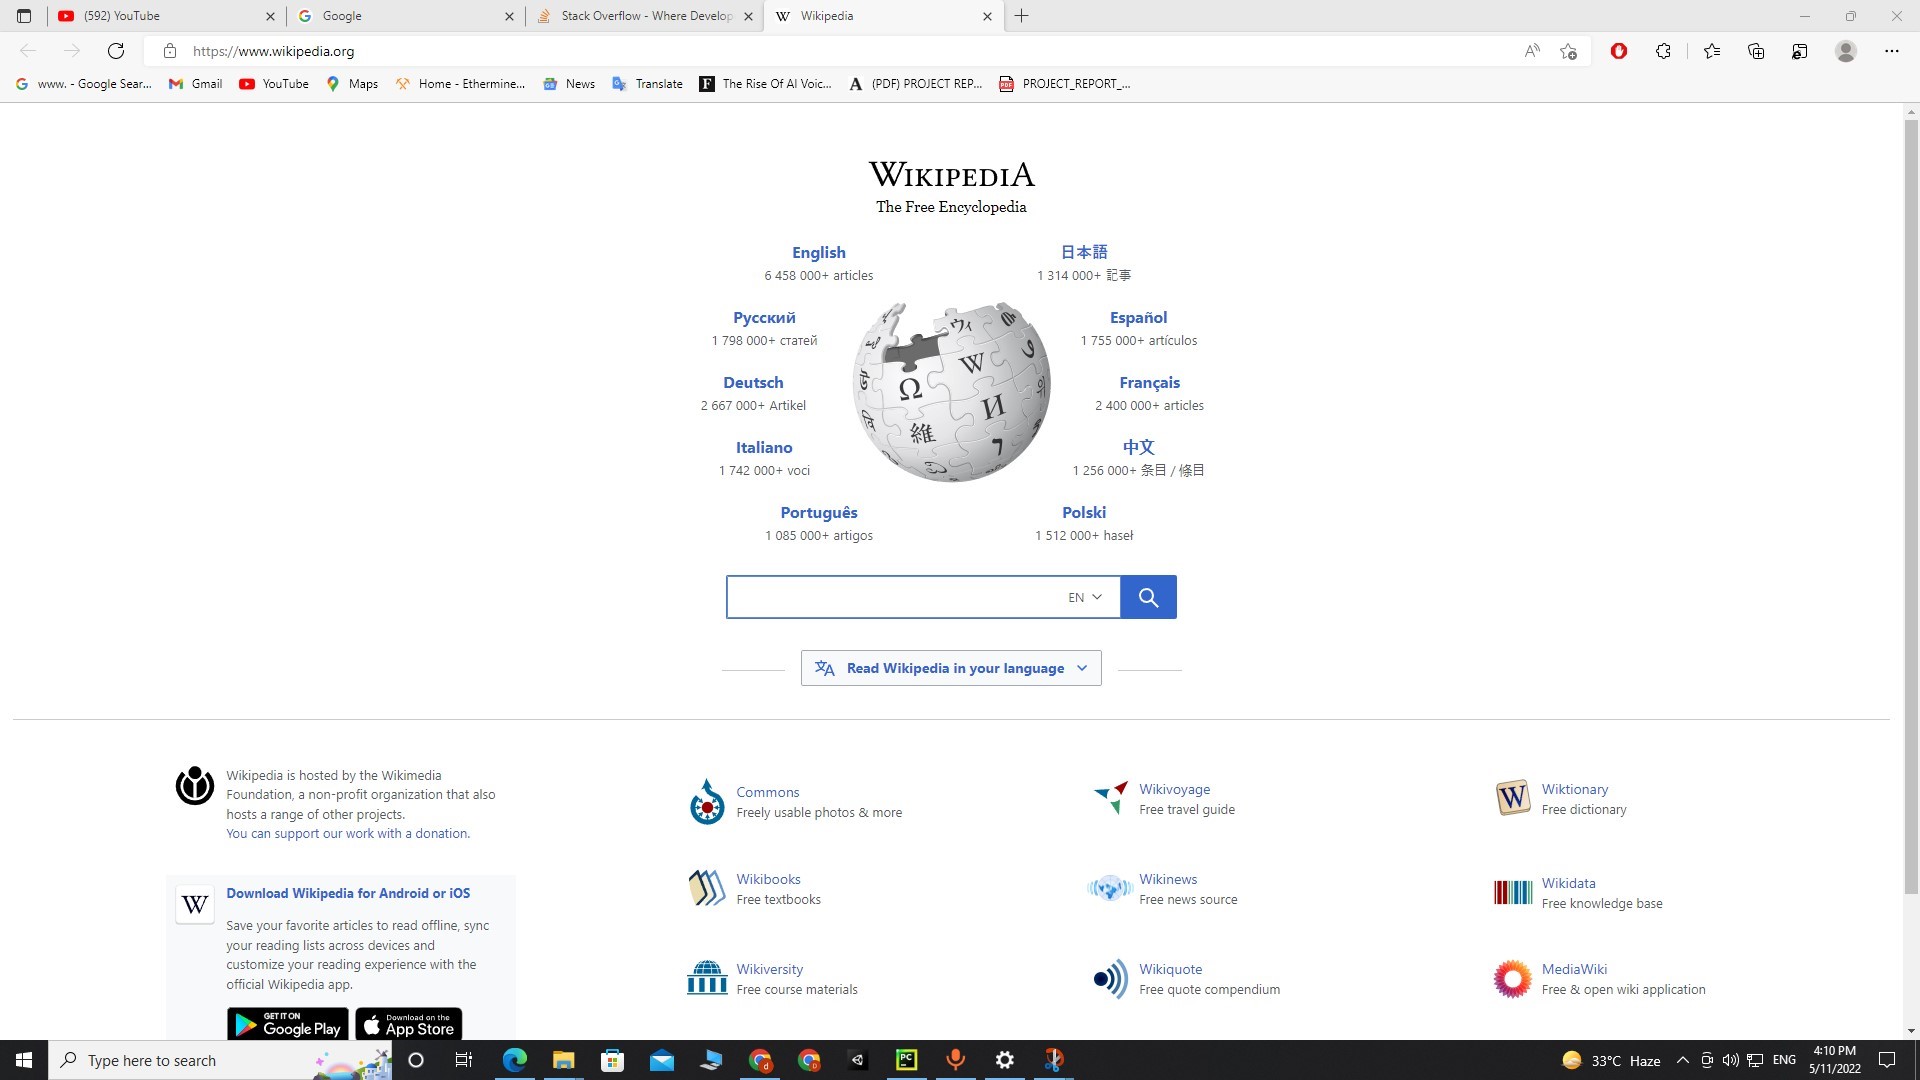 (592) YouTube
Google
Stack Overflow - Where Develop
Wikipedia
https://www.wikipedia.org
www. - Google Sear...
Gmail
YouTube
Maps
Home - Ethermine...
News
Translate
The Rise Of AI Voic...
(PDF) PROJECT REP...
PROJECT_REPORT_...
WIKIPEDIA
The Free Encyclopedia
English
6 458 000+ articles
日本語
1 314 000+ 記事
Русский
1 798 000+ статей
Español
1 755 000+ artículos
Deutsch
2 667 000+ Artikel
Français
2 400 000+ articles
Italiano
1 742 000+ voci
中文
1 256 000+ 条目 / 條目
Português
1 085 000+ artigos
Polski
1 512 000+ haseł
EN
Read Wikipedia in your language
Wikipedia is hosted by the Wikimedia
Foundation, a non-profit organization that also
hosts a range of other projects.
You can support our work with a donation.
Download Wikipedia for Android or iOS
Save your favorite articles to read offline, sync
your reading lists across devices and
customize your reading experience with the
official Wikipedia app.
GET IT ON
Google Play
Download on the
App Store
Commons
Freely usable photos & more
Wikivoyage
Free travel guide
Wiktionary
Free dictionary
Wikibooks
Free textbooks
Wikinews
Free news source
Wikidata
Free knowledge base
Wikiversity
Free course materials
Wikiquote
Free quote compendium
MediaWiki
Free & open wiki application
Type here to search
33°C Haze
ENG
4:10 PM
5/11/2022